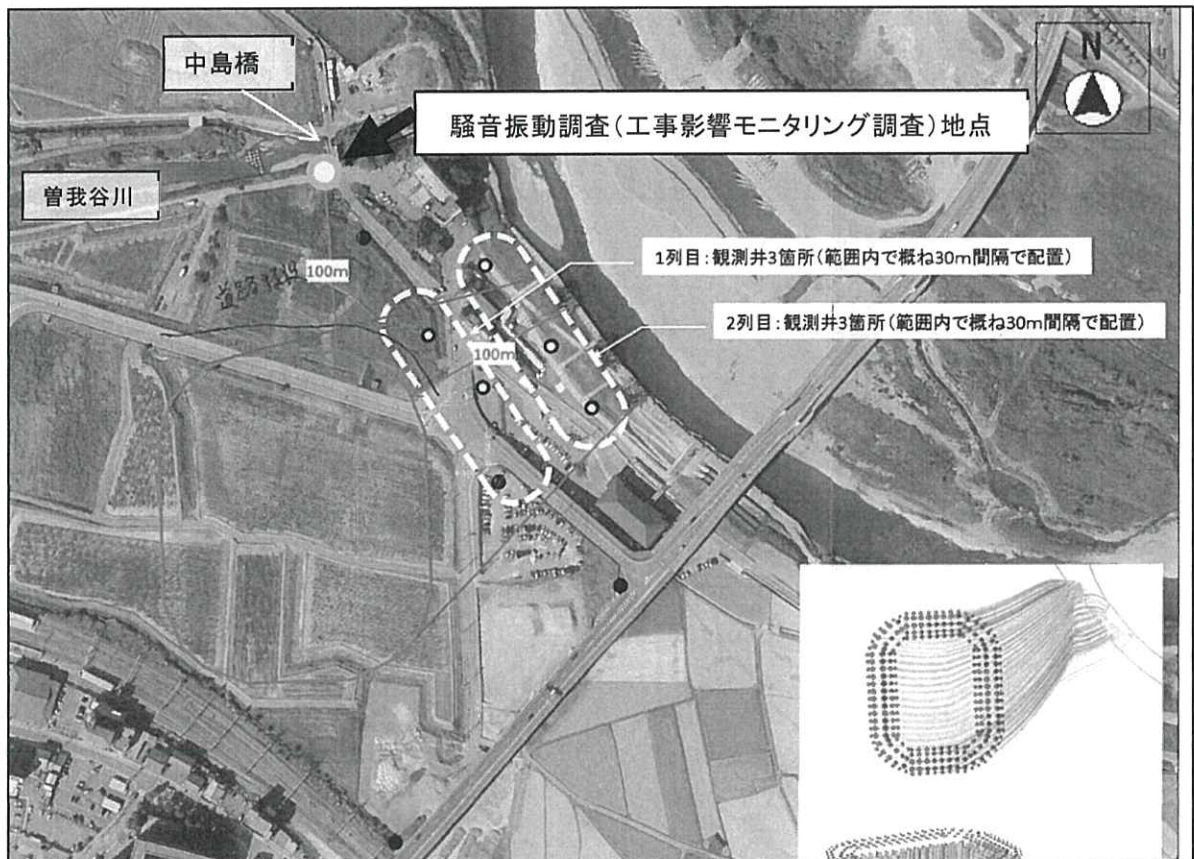 中島橋
N
騒音振動調査(工事影響モニタリング調査)地点
曽我谷川
1列目:観測井3箇所(範囲内で概ね30m間隔で配置)
100m
2列目:観測井3箇所(範囲内で概ね30m間隔で配置)
100m